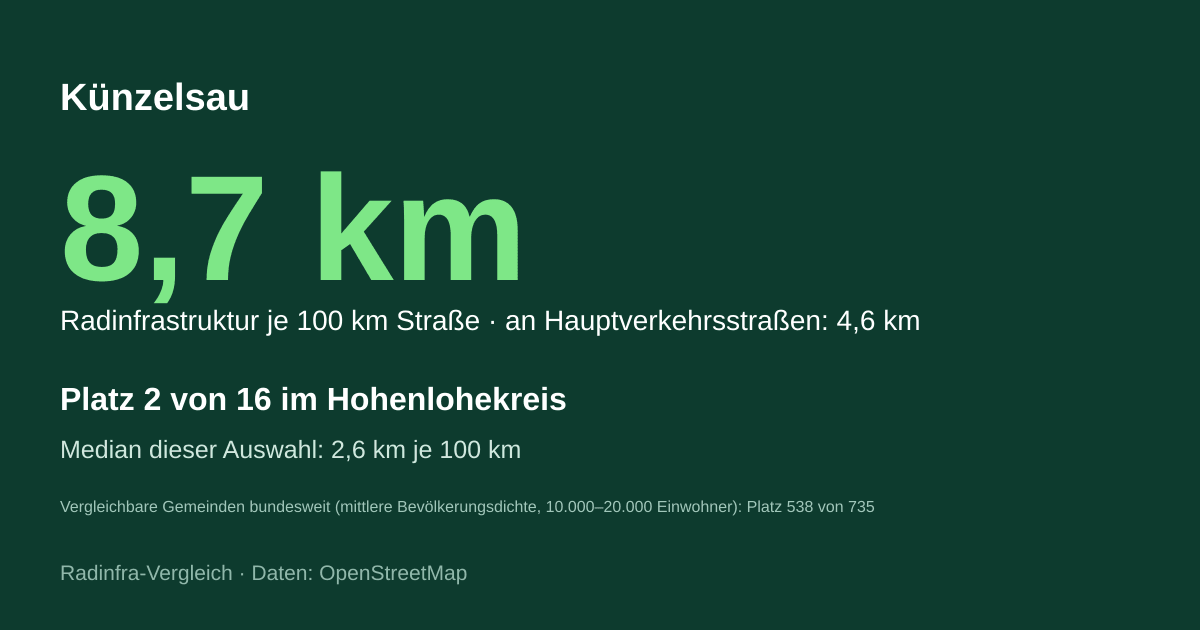 Künzelsau
8,7 km
Radinfrastruktur je 100 km Straße · an Hauptverkehrsstraßen: 4,6 km
Platz 2 von 16 im Hohenlohekreis
Median dieser Auswahl: 2,6 km je 100 km
Vergleichbare Gemeinden bundesweit (mittlere Bevölkerungsdichte, 10.000–20.000 Einwohner): Platz 538 von 735
Radinfra-Vergleich · Daten: OpenStreetMap